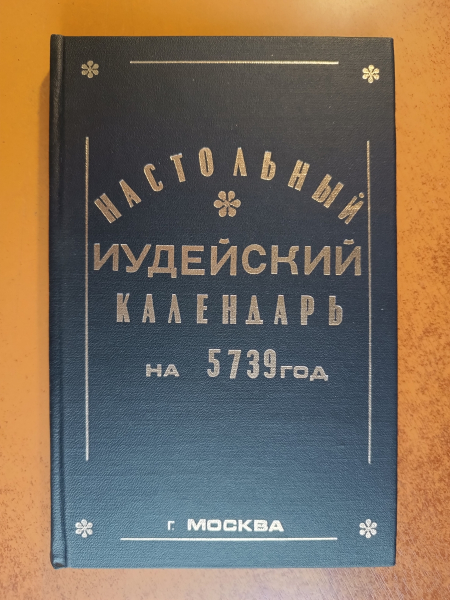 НАСТОЛЬНЫЙ
ИУДЕЙСКИЙ
КАЛЕНДАРЬ
НА 5739 ГОД
Г. МОСКВА